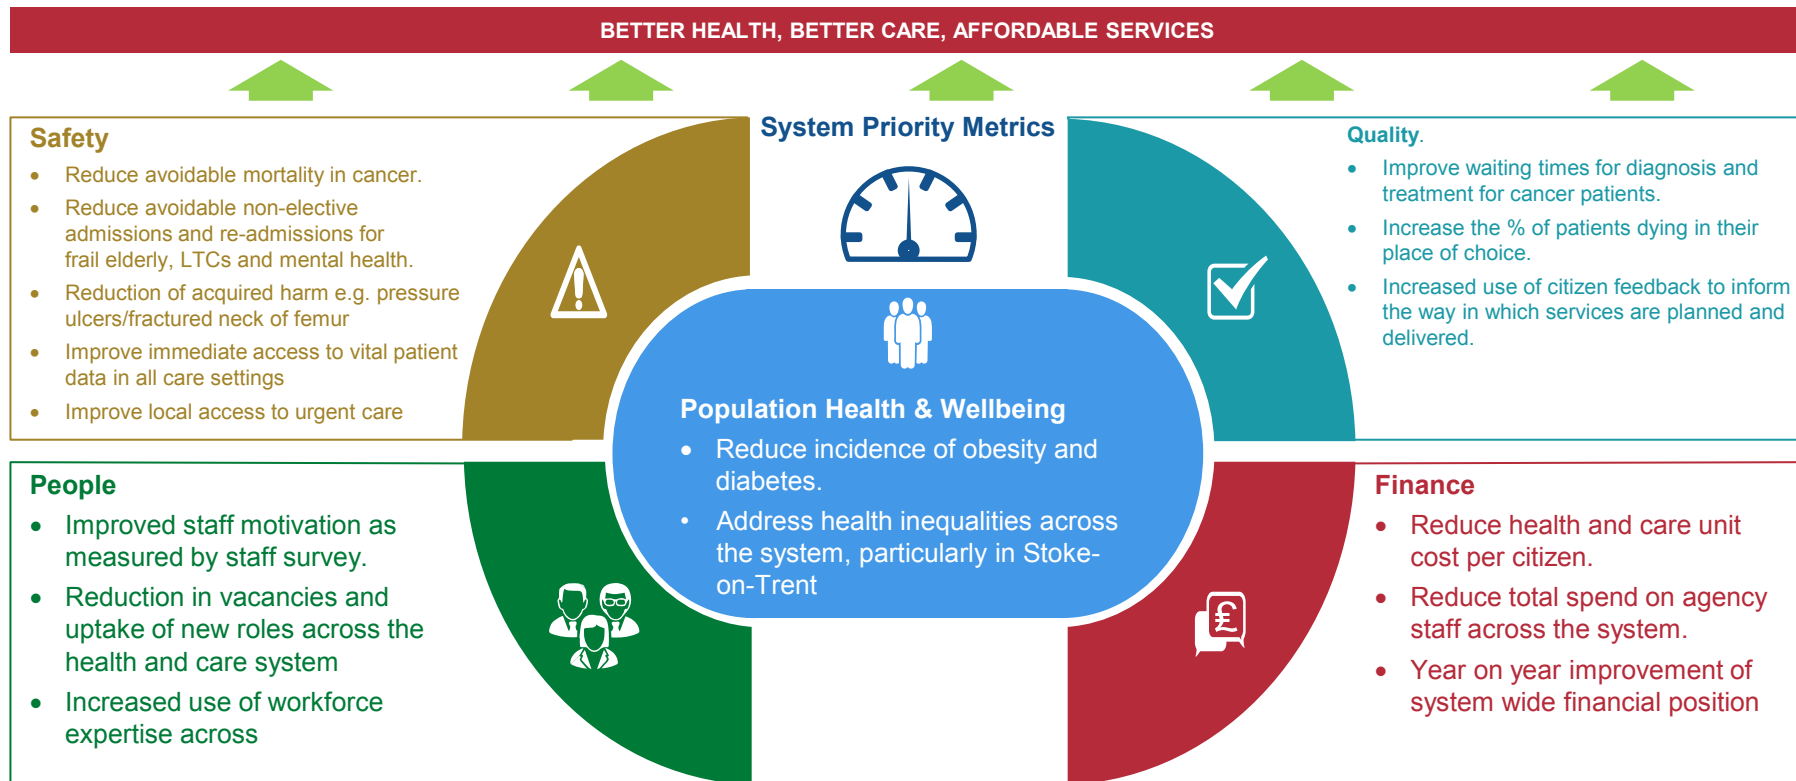 BETTER HEALTH, BETTER CARE, AFFORDABLE SERVICES
System Priority Metrics
Safety
• Reduce avoidable mortality in cancer.
• Reduce avoidable non-elective
admissions and re-admissions for
frail elderly, LTCs and mental health.
• Reduction of acquired harm e.g. pressure
ulcers/fractured neck of femur
• Improve immediate access to vital patient
data in all care settings
• Improve local access to urgent care
Quality.
• Improve waiting times for diagnosis and
treatment for cancer patients.
• Increase the % of patients dying in their
place of choice.
• Increased use of citizen feedback to inform
the way in which services are planned and
delivered.
Population Health & Wellbeing
• Reduce incidence of obesity and
diabetes.
• Address health inequalities across
the system, particularly in Stoke-
on-Trent
People
• Improved staff motivation as
measured by staff survey.
• Reduction in vacancies and
uptake of new roles across the
health and care system
• Increased use of workforce
expertise across
Finance
• Reduce health and care unit
cost per citizen.
• Reduce total spend on agency
staff across the system.
• Year on year improvement of
system wide financial position
£